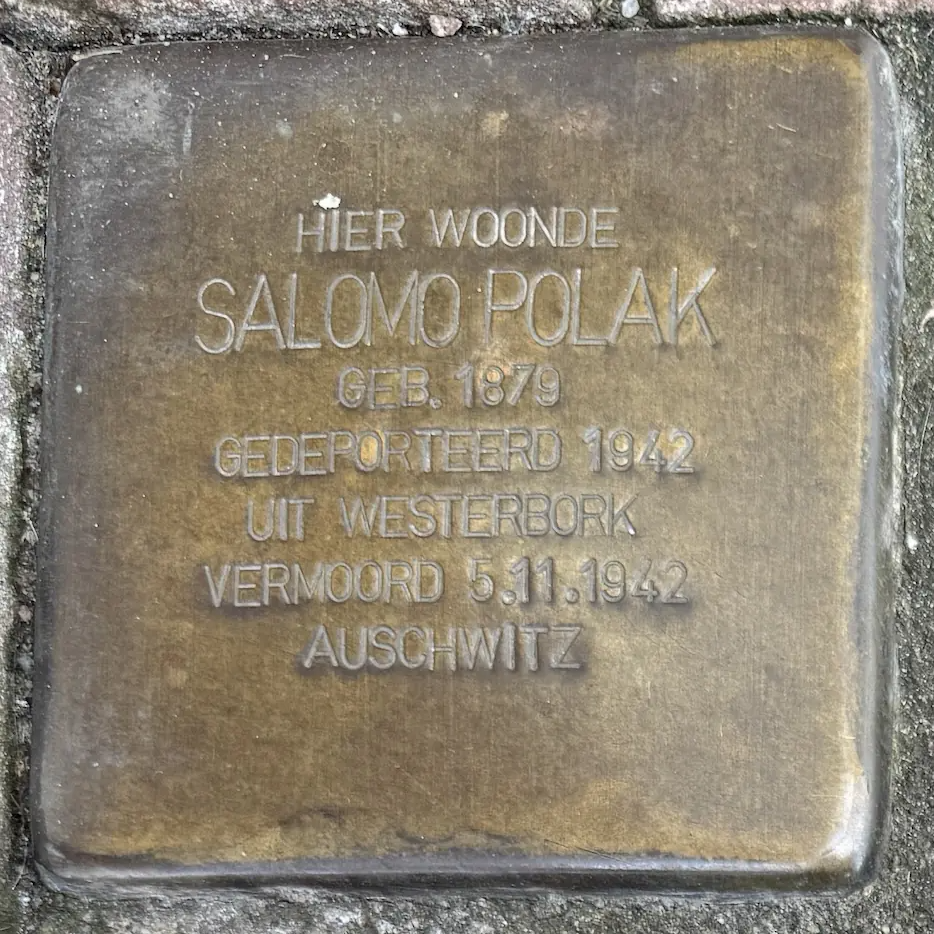 HIER WOONDE
SALOMO POLAK
GEB. 1879
GEDEPORTEERD 1942
UIT WESTERBORK
VERMOORD 5.11.1942
AUSCHWITZ